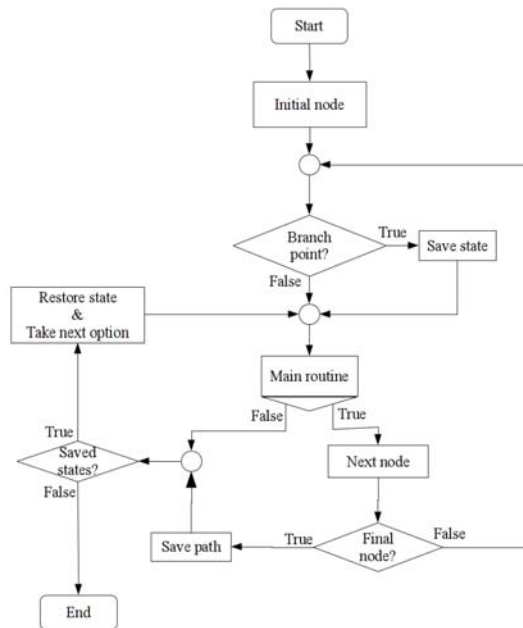 Start
Initial node
Branch
point?
True
Save state
False
Restore state
&
Take next option
Main routine
False
True
True
Saved
states?
False
Next node
Save path
True
Final
node?
False
End